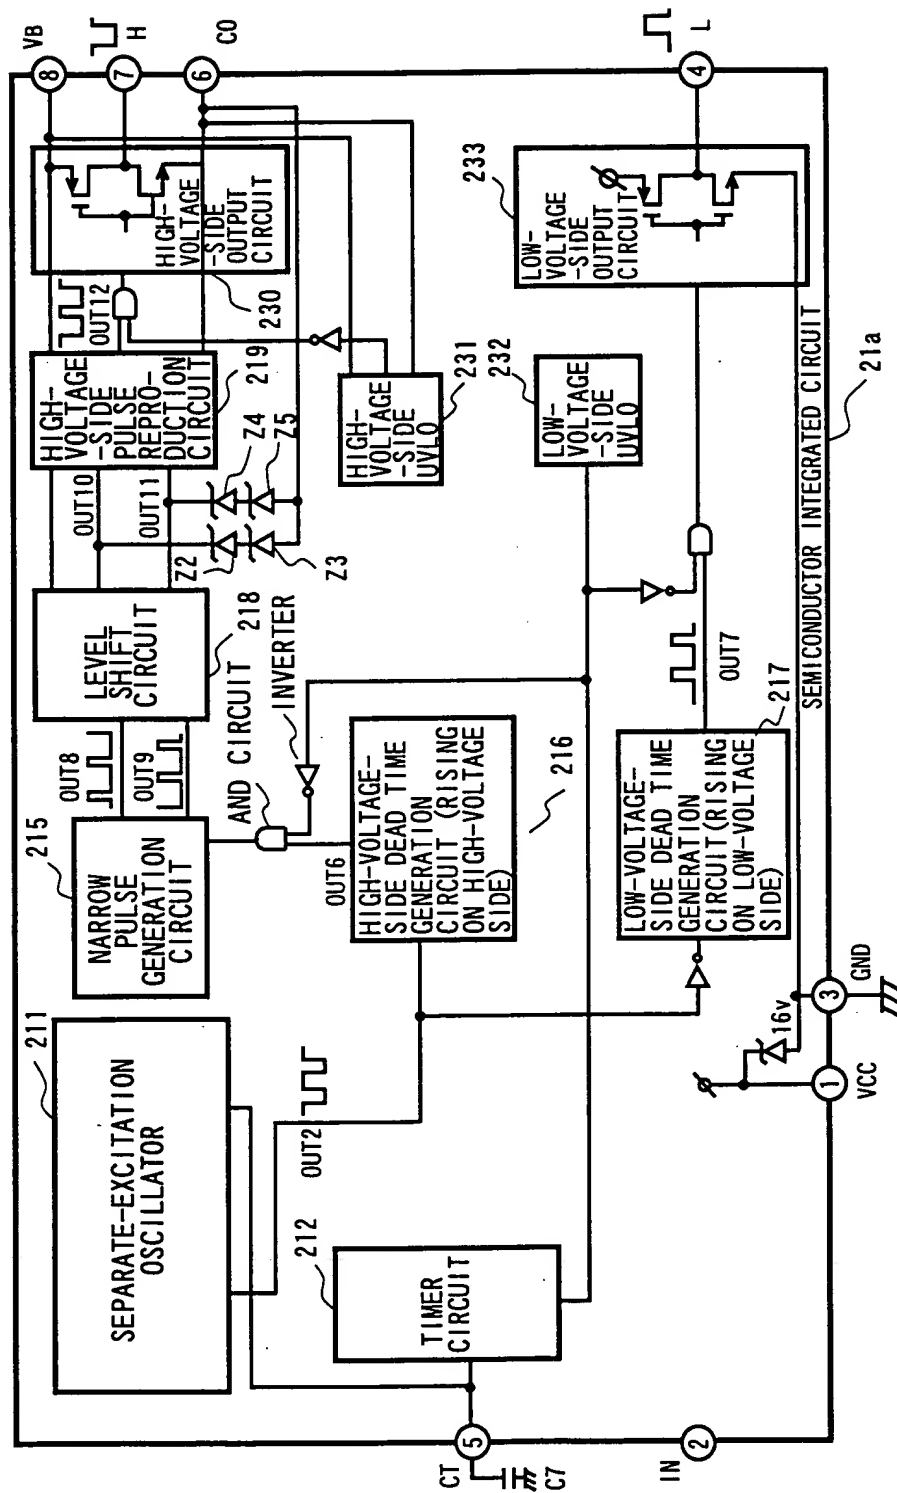 211
SEPARATE-EXCITATION
OSCILLATOR
215
NARROW
PULSE
GENERATION
CIRCUIT
OUT8
OUT9
LEVEL
SHIFT
CIRCUIT
218
OUT10
OUT11
HIGH-
VOLTAGE
-SIDE
PULSE
REPRO-
DUCTION
CIRCUIT
219
OUT12
HIGH-
VOLTAGE
-SIDE
OUTPUT
CIRCUIT
230
8
VB
7
H
6
CO
Z2
Z3
Z4
Z5
AND CIRCUIT
INVERTER
OUT6
HIGH-VOLTAGE-
SIDE DEAD TIME
GENERATION
CIRCUIT (RISING
ON HIGH-VOLTAGE
SIDE)
216
HIGH-
VOLTAGE
-SIDE
UVLO
231
232
LOW-
VOLTAGE
-SIDE
UVLO
233
LOW-
VOLTAGE
-SIDE
OUTPUT
CIRCUIT
4
L
OUT2
212
TIMER
CIRCUIT
CT
5
C7
IN
2
LOW-VOLTAGE-
SIDE DEAD TIME
GENERATION
CIRCUIT(RISING
ON LOW-VOLTAGE
SIDE)
217
OUT7
16v
1
VCC
3
GND
SEMICONDUCTOR INTEGRATED CIRCUIT
21a